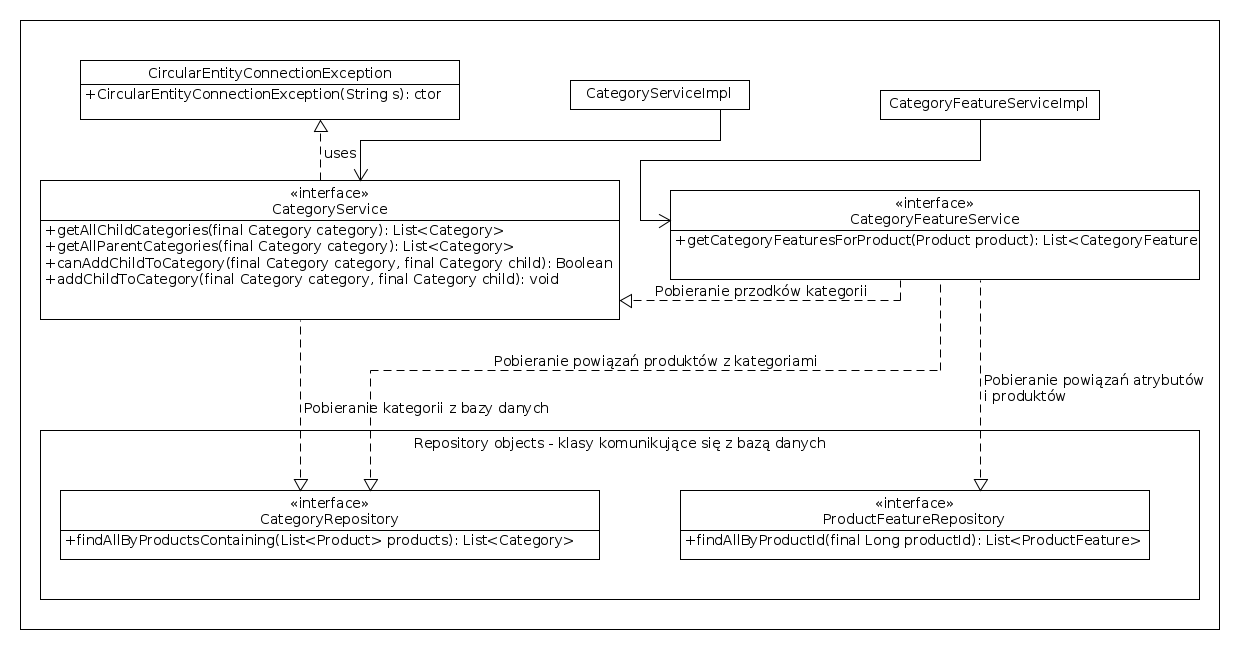 CircularEntityConnectionException
+CircularEntityConnectionException(String s): ctor
CategoryServiceImpl
CategoryFeatureServiceImpl
uses
«interface»
CategoryService
+getAllChildCategories(final Category category): List<Category>
+getAllParentCategories(final Category category): List<Category>
+canAddChildToCategory(final Category category, final Category child): Boolean
+addChildToCategory(final Category category, final Category child): void
«interface»
CategoryFeatureService
+getCategoryFeaturesForProduct(Product product): List<CategoryFeature
Pobieranie przodków kategorii
Pobieranie powiązań produktów z kategoriami
Pobieranie powiązań atrybutów
i produktów
Pobieranie kategorii z bazy danych
Repository objects - klasy komunikujące się z bazą danych
«interface»
CategoryRepository
+findAllByProductsContaining(List<Product> products): List<Category>
«interface»
ProductFeatureRepository
+findAllByProductId(final Long productId): List<ProductFeature>